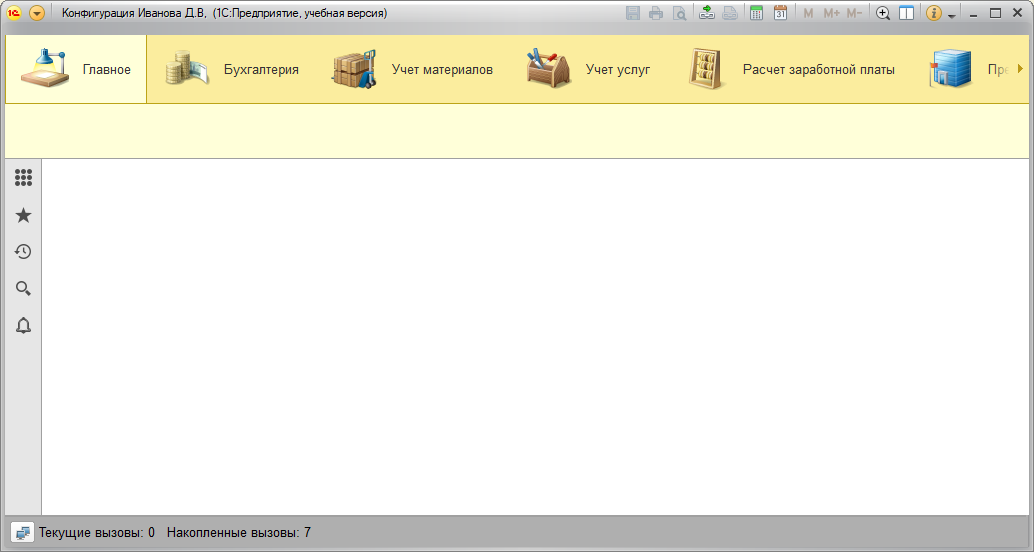 Конфигурация Иванова Д.В, (1С:Предприятие, учебная версия)
M M+ M-
31
Главное
Бухгалтерия
Учет материалов
Учет услуг
Расчет заработной платы
Текущие вызовы: 0 Накопленные вызовы: 7